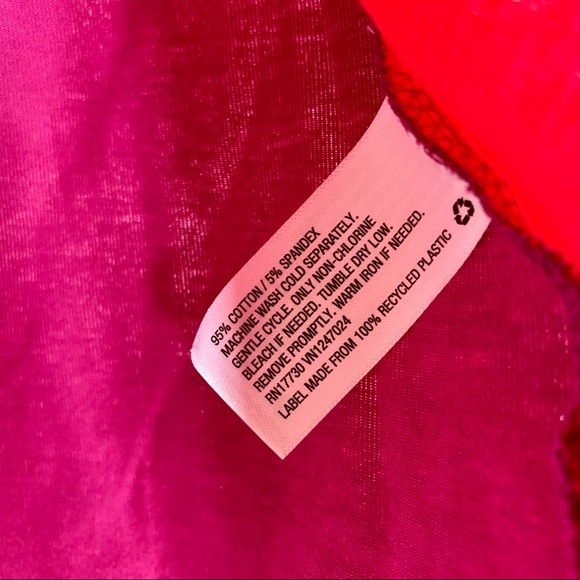 95% COTTON / 5% SPANDEX
MACHINE WASH COLD SEPARATELY.
GENTLE CYCLE. ONLY NON-CHLORINE
BLEACH IF NEEDED. TUMBLE DRY LOW.
REMOVE PROMPTLY. WARM IRON IF NEEDED.
RN17730 VN1247024
LABEL MADE FROM 100% RECYCLED PLASTIC